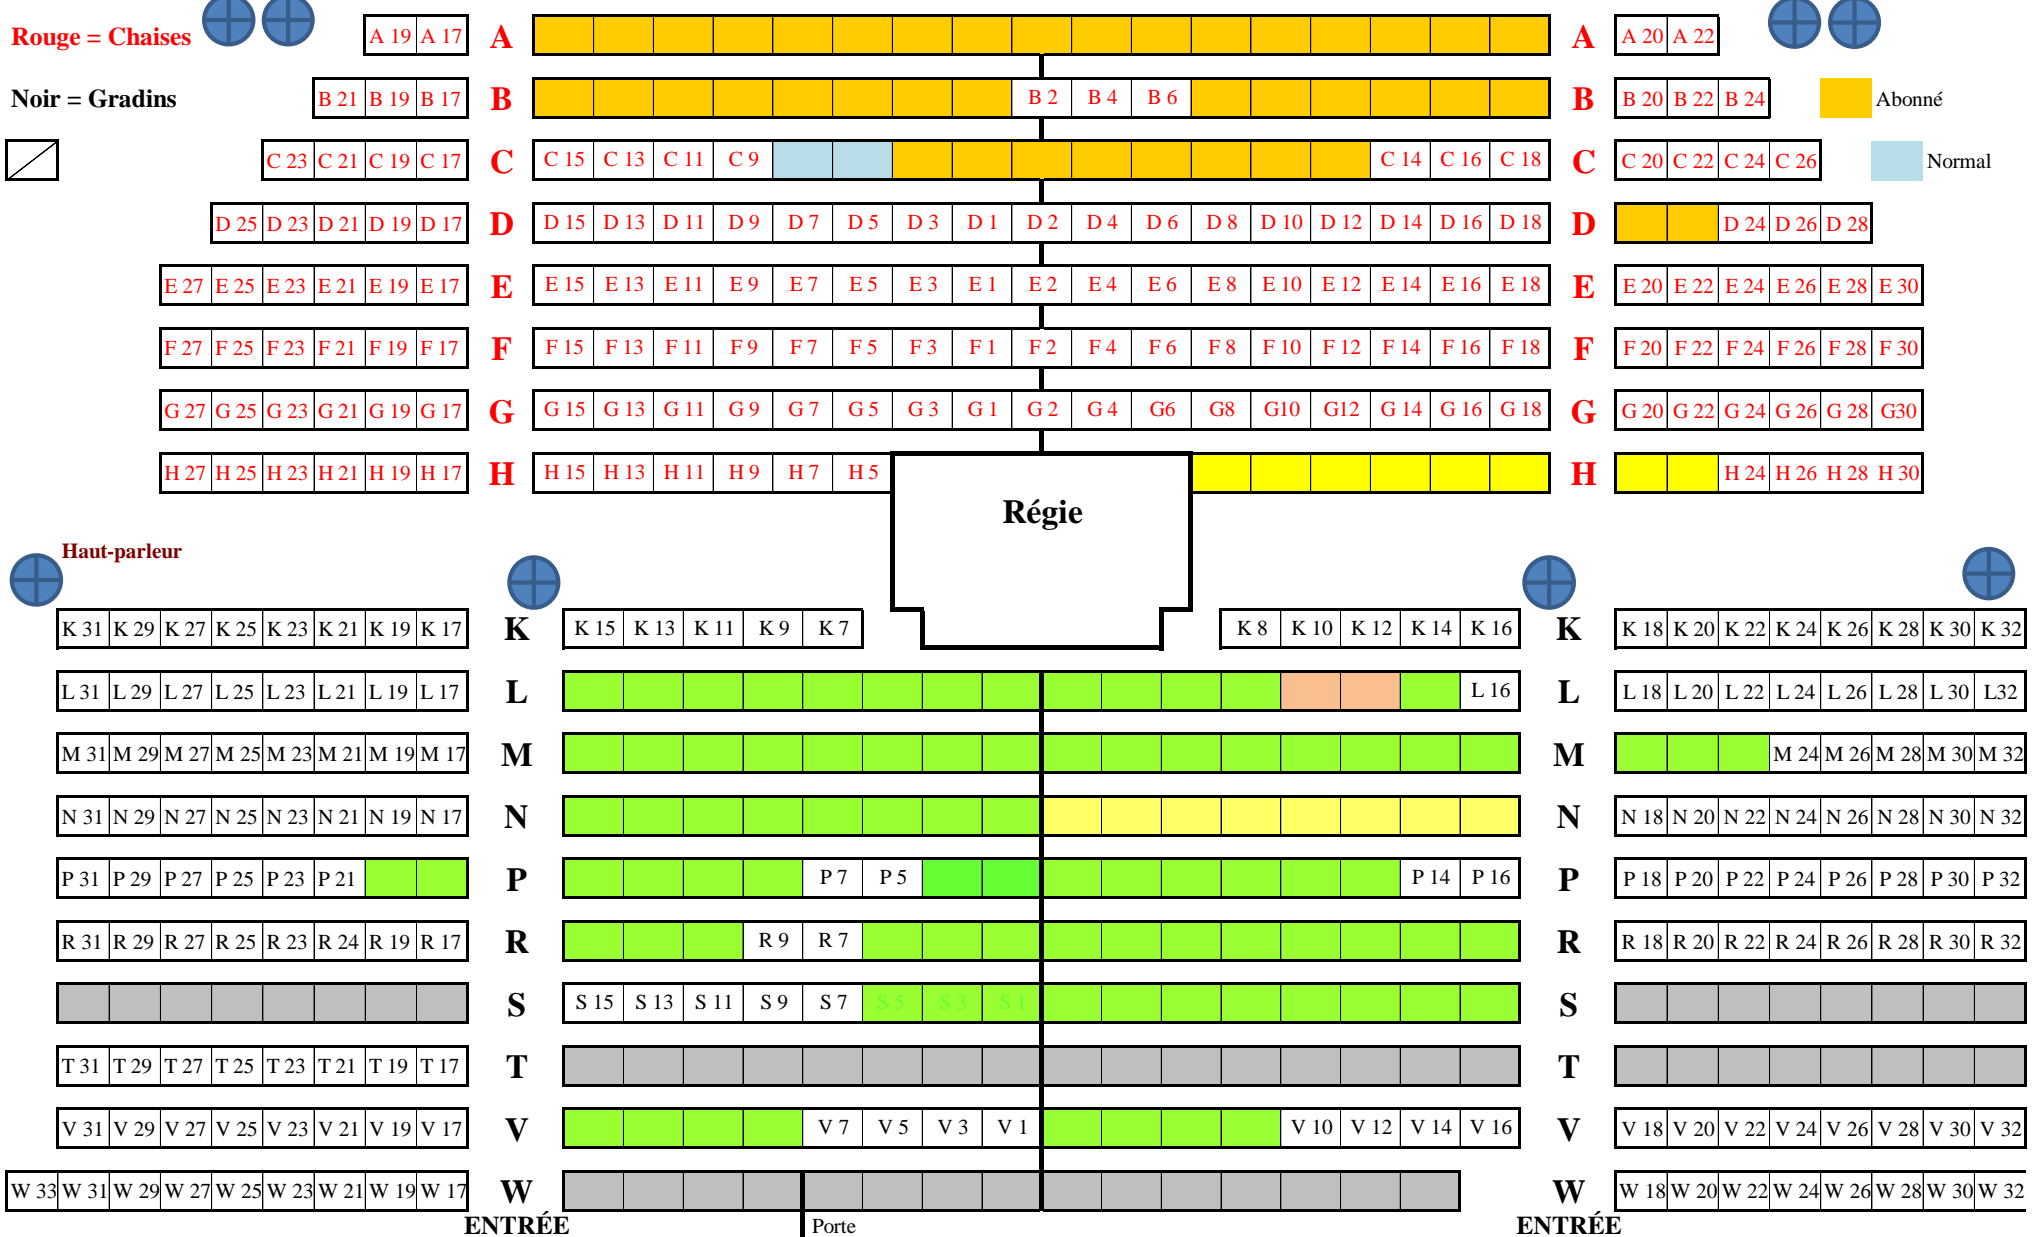 Rouge = Chaises A 19 A 17 A A A 20 A 22
Noir = Gradins B 21 B 19 B 17 B B 2 B 4 B 6 B B 20 B 22 B 24 Abonné
C 23 C 21 C 19 C 17 C C 15 C 13 C 11 C 9 C 14 C 16 C 18 C C 20 C 22 C 24 C 26 Normal
D 25 D 23 D 21 D 19 D 17 D D 15 D 13 D 11 D 9 D 7 D 5 D 3 D 1 D 2 D 4 D 6 D 8 D 10 D 12 D 14 D 16 D 18 D D 24 D 26 D 28
E 27 E 25 E 23 E 21 E 19 E 17 E E 15 E 13 E 11 E 9 E 7 E 5 E 3 E 1 E 2 E 4 E 6 E 8 E 10 E 12 E 14 E 16 E 18 E E 20 E 22 E 24 E 26 E 28 E 30
F 27 F 25 F 23 F 21 F 19 F 17 F F 15 F 13 F 11 F 9 F 7 F 5 F 3 F 1 F 2 F 4 F 6 F 8 F 10 F 12 F 14 F 16 F 18 F F 20 F 22 F 24 F 26 F 28 F 30
G 27 G 25 G 23 G 21 G 19 G 17 G G 15 G 13 G 11 G 9 G 7 G 5 G 3 G 1 G 2 G 4 G6 G8 G10 G12 G 14 G 16 G 18 G G 20 G 22 G 24 G 26 G 28 G30
H 27 H 25 H 23 H 21 H 19 H 17 H H 15 H 13 H 11 H 9 H 7 H 5 H H 24 H 26 H 28 H 30
Régie
Haut-parleur
K 31 K 29 K 27 K 25 K 23 K 21 K 19 K 17 K K 15 K 13 K 11 K 9 K 7 K 8 K 10 K 12 K 14 K 16 K K 18 K 20 K 22 K 24 K 26 K 28 K 30 K 32
L 31 L 29 L 27 L 25 L 23 L 21 L 19 L 17 L L 16 L L 18 L 20 L 22 L 24 L 26 L 28 L 30 L32
M 31 M 29 M 27 M 25 M 23 M 21 M 19 M 17 M M M 24 M 26 M 28 M 30 M 32
N 31 N 29 N 27 N 25 N 23 N 21 N 19 N 17 N N N 18 N 20 N 22 N 24 N 26 N 28 N 30 N 32
P 31 P 29 P 27 P 25 P 23 P 21 P P 7 P 5 P 14 P 16 P P 18 P 20 P 22 P 24 P 26 P 28 P 30 P 32
R 31 R 29 R 27 R 25 R 23 R 24 R 19 R 17 R R 9 R 7 R R 18 R 20 R 22 R 24 R 26 R 28 R 30 R 32
S S 15 S 13 S 11 S 9 S 7 S 5 S 3 S 1 S
T 31 T 29 T 27 T 25 T 23 T 21 T 19 T 17 T T
V 31 V 29 V 27 V 25 V 23 V 21 V 19 V 17 V V 7 V 5 V 3 V 1 V 10 V 12 V 14 V 16 V V 18 V 20 V 22 V 24 V 26 V 28 V 30 V 32
W 33 W 31 W 29 W 27 W 25 W 23 W 21 W 19 W 17 W W W 18 W 20 W 22 W 24 W 26 W 28 W 30 W 32
ENTRÉE Porte ENTRÉE